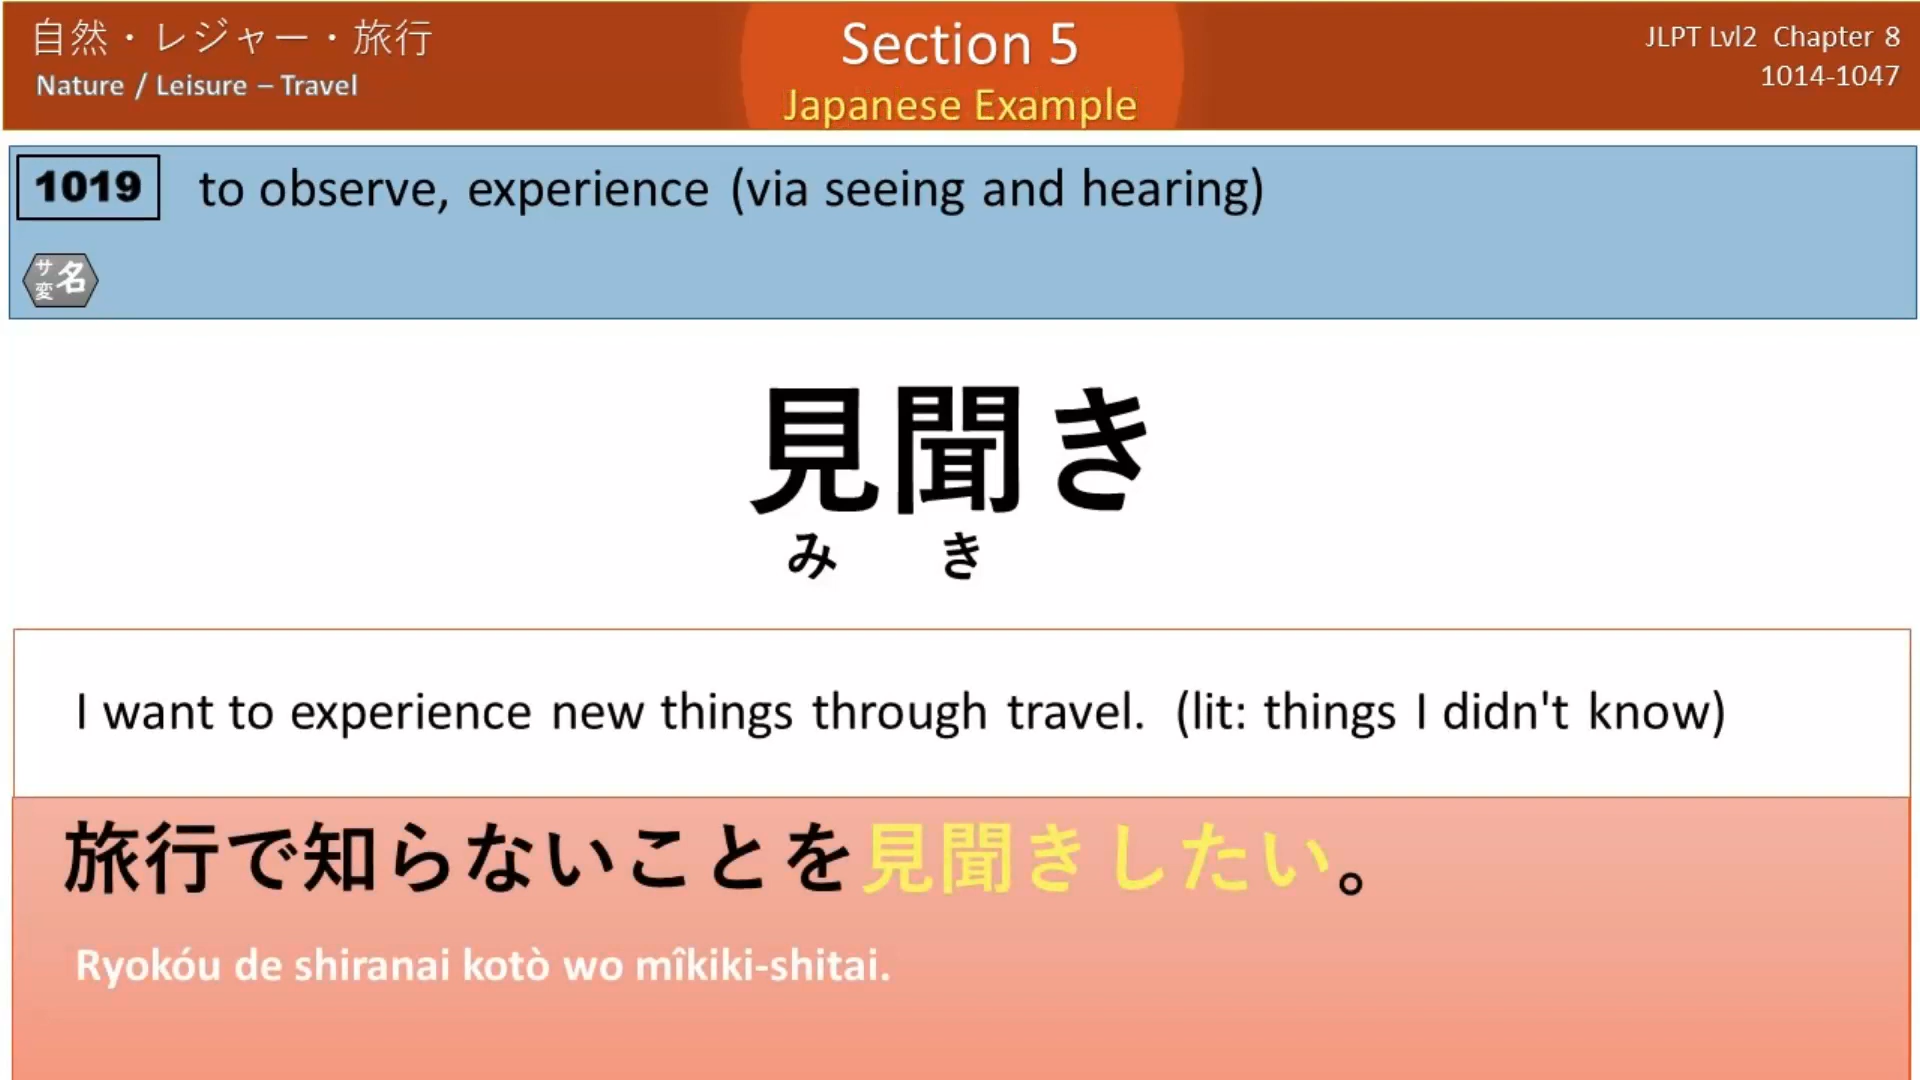 自然・レジャー・旅行
Nature / Leisure – Travel
Section 5
Japanese Example
JLPT Lvl2 Chapter 8
1014-1047
1019 to observe, experience (via seeing and hearing)
サ変 名
見聞き
み き
I want to experience new things through travel. (lit: things I didn't know)
旅行で知らないことを見聞きしたい。
Ryokóu de shiranai kotò wo mîkiki-shitai.